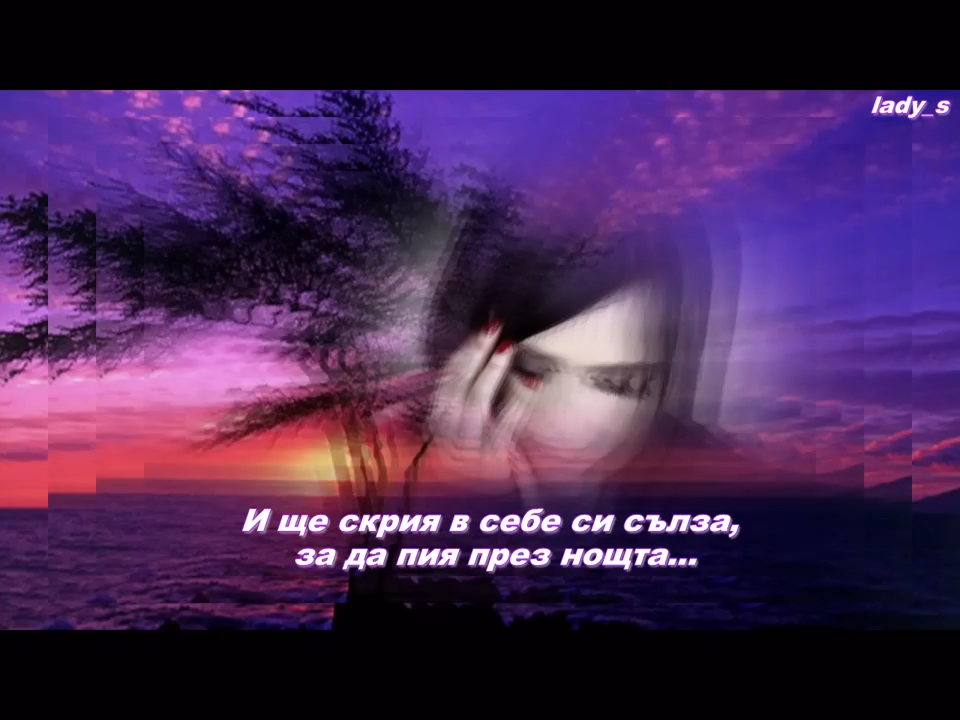 lady_s
И ще скрия в себе си сълза,
за да пия през нощта...